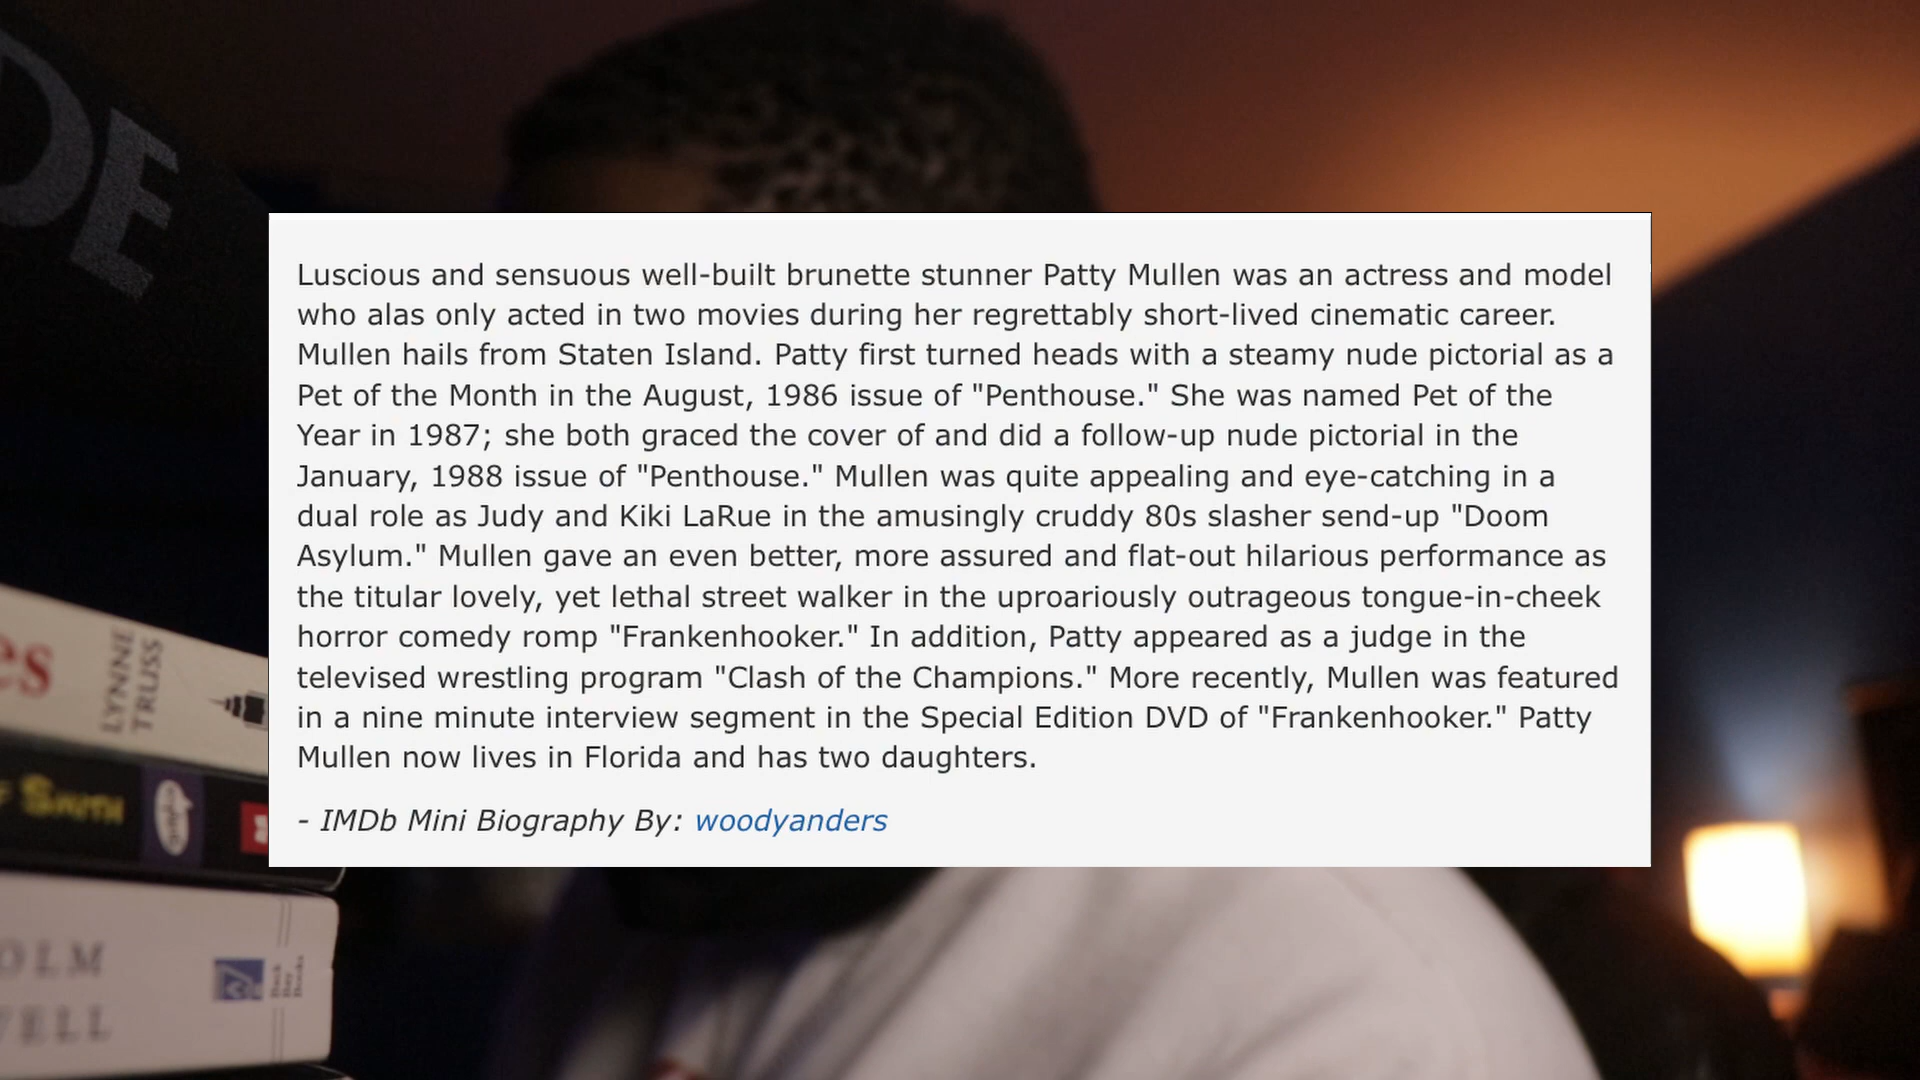 DE
Luscious and sensuous well-built brunette stunner Patty Mullen was an actress and model
who alas only acted in two movies during her regrettably short-lived cinematic career.
Mullen hails from Staten Island. Patty first turned heads with a steamy nude pictorial as a
Pet of the Month in the August, 1986 issue of "Penthouse." She was named Pet of the
Year in 1987; she both graced the cover of and did a follow-up nude pictorial in the
January, 1988 issue of "Penthouse." Mullen was quite appealing and eye-catching in a
dual role as Judy and Kiki LaRue in the amusingly cruddy 80s slasher send-up "Doom
Asylum." Mullen gave an even better, more assured and flat-out hilarious performance as
the titular lovely, yet lethal street walker in the uproariously outrageous tongue-in-cheek
horror comedy romp "Frankenhooker." In addition, Patty appeared as a judge in the
televised wrestling program "Clash of the Champions." More recently, Mullen was featured
in a nine minute interview segment in the Special Edition DVD of "Frankenhooker." Patty
Mullen now lives in Florida and has two daughters.
- IMDb Mini Biography By: woodyanders
es
LYNNE
TRUSS
SMITH
OLM
WELL